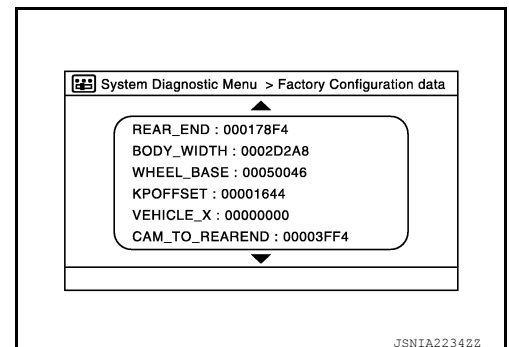 System Diagnostic Menu > Factory Configuration data
REAR_END : 000178F4
BODY_WIDTH : 0002D2A8
WHEEL_BASE : 00050046
KPOFFSET : 00001644
VEHICLE_X : 00000000
CAM_TO_REAREND : 00003FF4
JSNIA2234ZZ